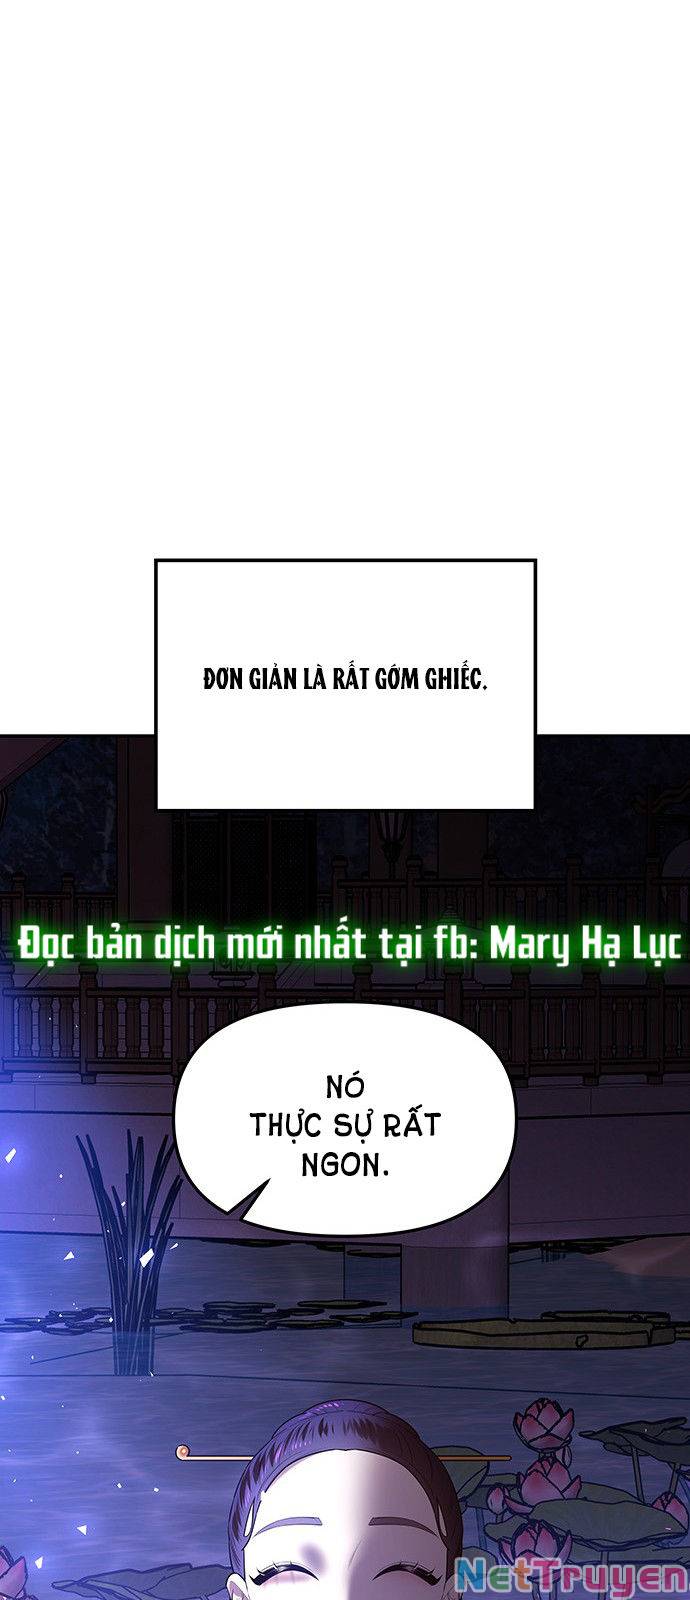 ĐƠN GIẢN LÀ RẤT GỚM GHIẾC.
Đọc bản dịch mới nhất tại fb: Mary Hạ Lục
NÓ
THỰC SỰ RẤT
NGON.
NetTruyen